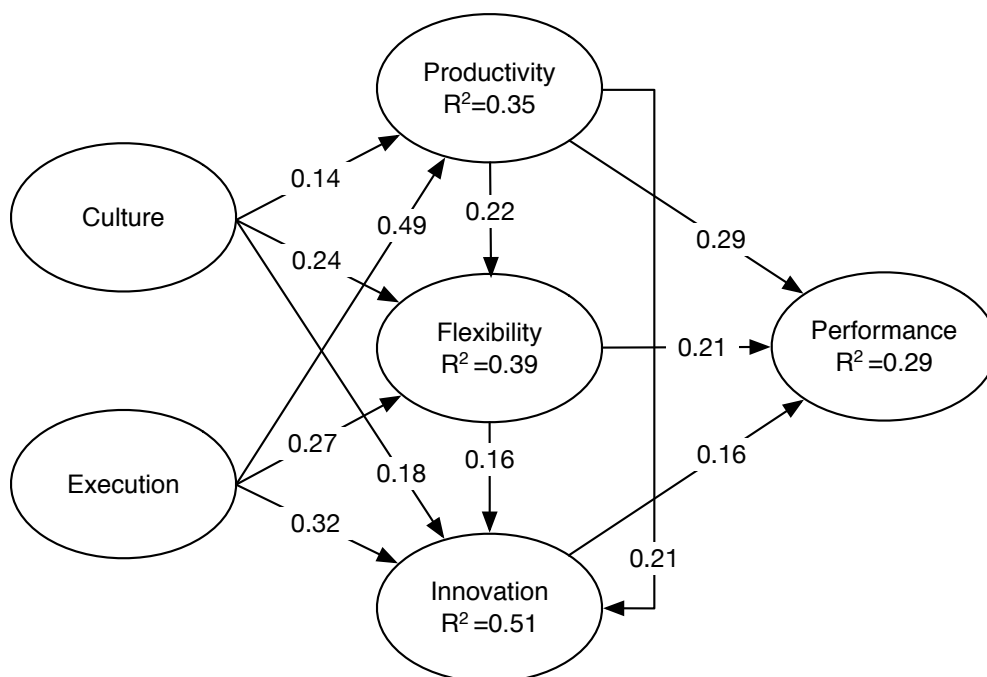 Productivity
R²=0.35
0.14
Culture
0.49
0.22
0.24
0.29
Flexibility
R² =0.39
Performance
R² =0.29
0.21
0.27
0.16
0.18
0.16
Execution
0.32
0.21
Innovation
R² =0.51